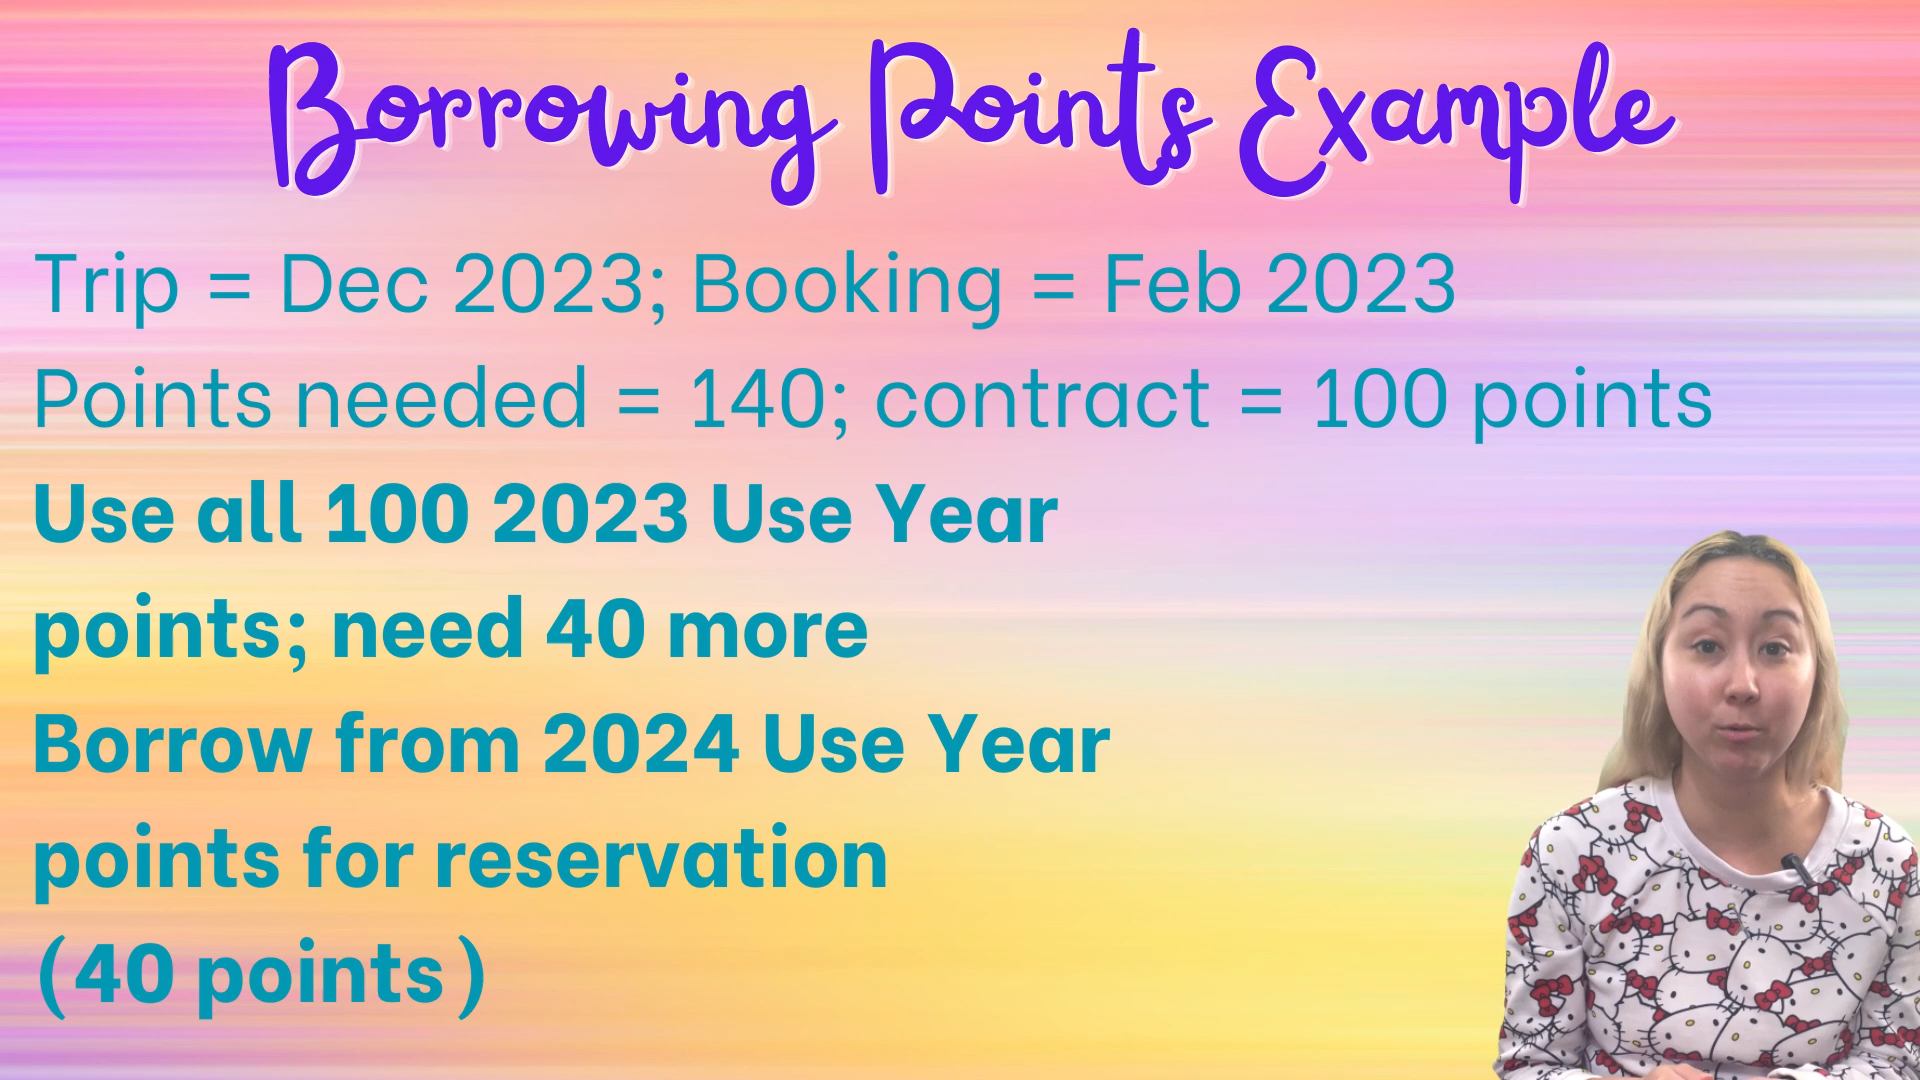 Borrowing Points Example
Trip = Dec 2023; Booking = Feb 2023
Points needed = 140; contract = 100 points
Use all 100 2023 Use Year
points; need 40 more
Borrow from 2024 Use Year
points for reservation
(40 points)